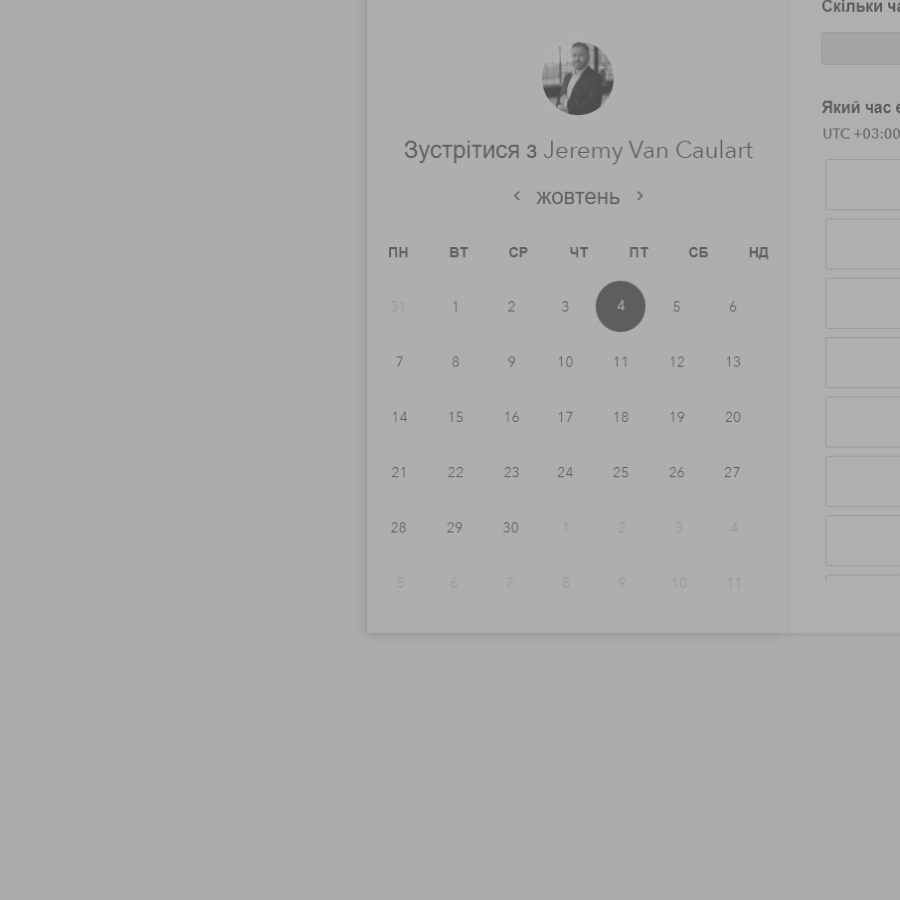 Зустрітися з Jeremy Van Caulart
жовтень
ПН ВТ СР ЧТ ПТ СБ НД
31 1 2 3 4 5 6
7 8 9 10 11 12 13
14 15 16 17 18 19 20
21 22 23 24 25 26 27
28 29 30 1 2 3 4
5 6 7 8 9 10 11
Скільки
Який час
UTC +03:00